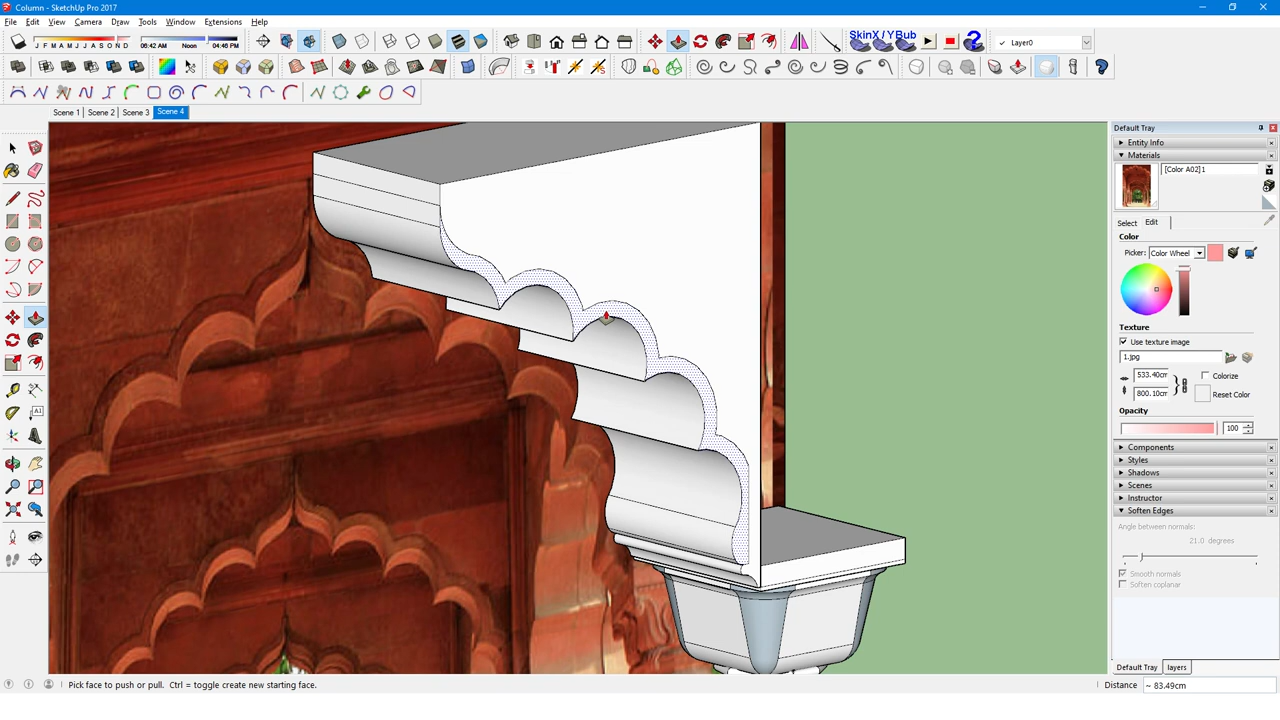 Column - SketchUp Pro 2017
File Edit View Camera Draw Tools Window Extensions Help
J F M A M J J A S O N D 06:42 AM Noon 04:46 PM SkinX / YBub ✓ Layer0
Scene 1 Scene 2 Scene 3 Scene 4
Default Tray
Entity Info
Materials
[Color A02]1
Select Edit
Color
Picker: Color Wheel
Texture
Use texture image
1.jpg
533.40cm Colorize
800.10cm Reset Color
Opacity
100
Components
Styles
Shadows
Scenes
Instructor
Soften Edges
Angle between normals:
21.0 degrees
Smooth normals
Soften coplanar
Default Tray layers
Pick face to push or pull. Ctrl = toggle create new starting face. Distance ~ 83.49cm